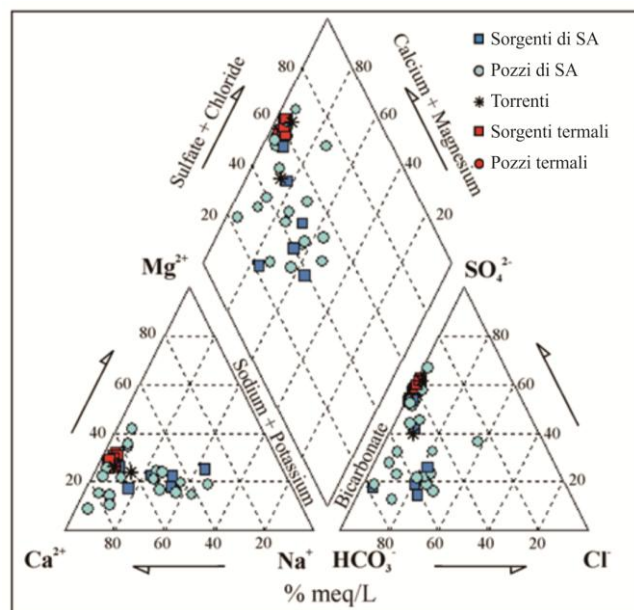 Sorgenti di SA
Pozzi di SA
Torrenti
Sorgenti termali
Pozzi termali
Sulfate + Chloride
Calcium + Magnesium
80
80
60
60
40
40
20
20
Mg²⁺
SO₄²⁻
Sodium + Potassium
Bicarbonate
80
80
60
60
40
40
20
20
Ca²⁺
80
60
40
20
Na⁺
HCO₃⁻
80
60
40
20
Cl⁻
% meq/L